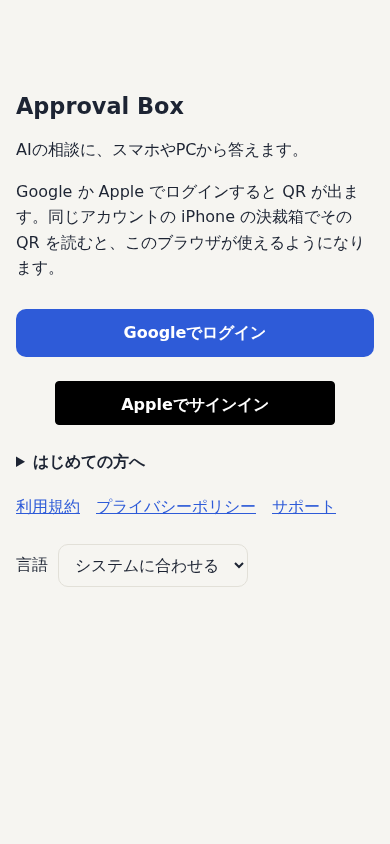 Approval Box
AIの相談に、スマホやPCから答えます。
Google か Apple でログインすると QR が出ま
す。同じアカウントの iPhone の決裁箱でその
QR を読むと、このブラウザが使えるようになり
ます。
Googleでログイン
Appleでサインイン
はじめての方へ
利用規約 プライバシーポリシー サポート
言語 システムに合わせる